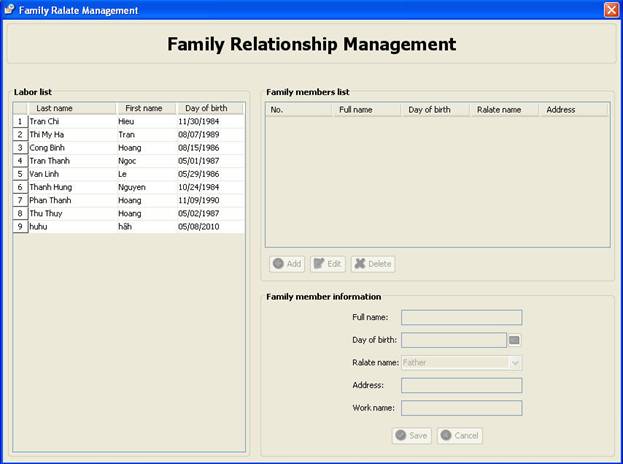 Family Ralate Management
Family Relationship Management
Labor list
Last name First name Day of birth
1 Tran Chi Hieu 11/30/1984
2 Thi My Ha Tran 08/07/1989
3 Cong Binh Hoang 08/15/1986
4 Tran Thanh Ngoc 05/01/1987
5 Van Linh Le 05/29/1986
6 Thanh Hung Nguyen 10/24/1984
7 Phan Thanh Hoang 11/09/1990
8 Thu Thuy Hoang 05/02/1987
9 huhu hâh 05/08/2010
Family members list
No. Full name Day of birth Ralate name Address
Add Edit Delete
Family member information
Full name:
Day of birth:
Ralate name: Father
Address:
Work name:
Save Cancel